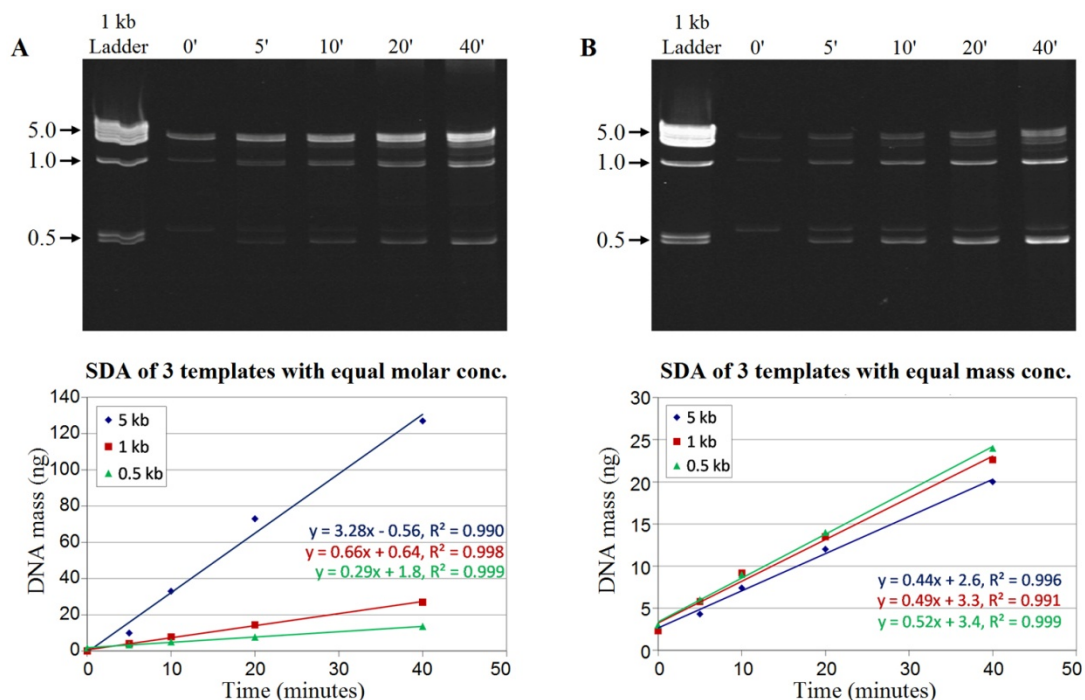 A
1 kb
Ladder 0' 5' 10' 20' 40'
5.0
1.0
0.5
SDA of 3 templates with equal molar conc.
DNA mass (ng)
140
120
100
80
60
40
20
0
5 kb
1 kb
0.5 kb
y = 3.28x - 0.56, R² = 0.990
y = 0.66x + 0.64, R² = 0.998
y = 0.29x + 1.8, R² = 0.999
0 10 20 30 40 50
Time (minutes)
B
1 kb
Ladder 0' 5' 10' 20' 40'
5.0
1.0
0.5
SDA of 3 templates with equal mass conc.
DNA mass (ng)
30
25
20
15
10
5
0
5 kb
1 kb
0.5 kb
y = 0.44x + 2.6, R² = 0.996
y = 0.49x + 3.3, R² = 0.991
y = 0.52x + 3.4, R² = 0.999
0 10 20 30 40 50
Time (minutes)